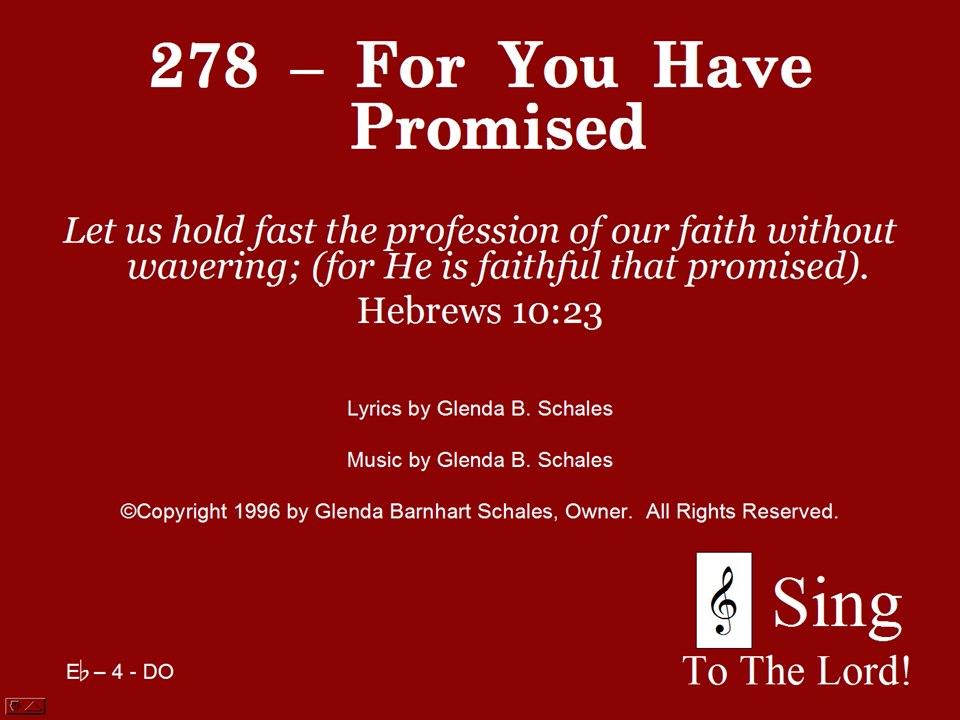 278 – For You Have
Promised
Let us hold fast the profession of our faith without
wavering; (for He is faithful that promised).
Hebrews 10:23
Lyrics by Glenda B. Schales
Music by Glenda B. Schales
©Copyright 1996 by Glenda Barnhart Schales, Owner.  All Rights Reserved.
Sing
To The Lord!
E♭ – 4 - DO